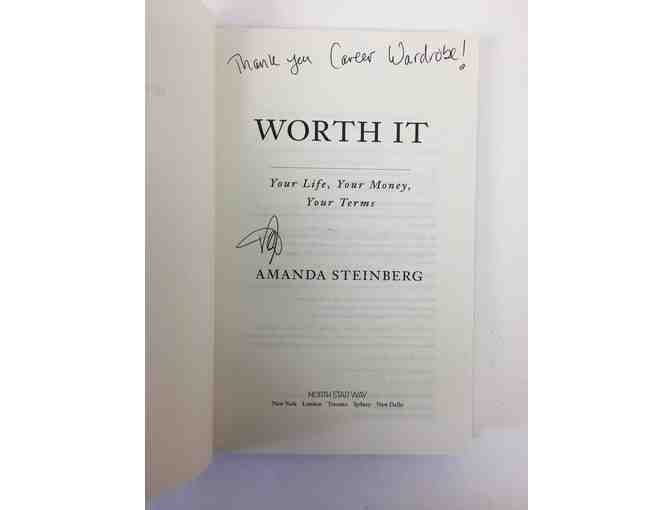 Thank you Career Wardrobe!
WORTH IT
Your Life, Your Money,
Your Terms
AMANDA STEINBERG
NORTH STAR WAY
New York London Toronto Sydney New Delhi